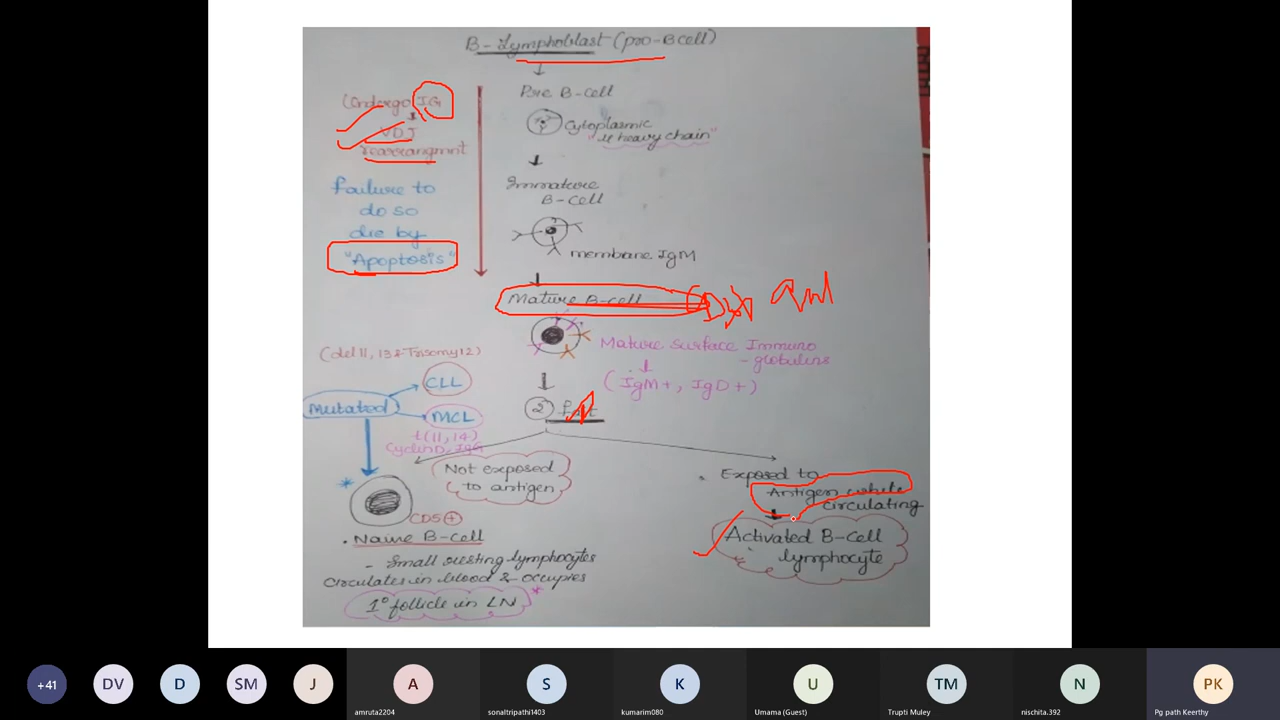 B-Lymphoblast (pro-Bcell)
Undergo IG
VDJ
rearrangmnt
failure to
do so
die by
"Apoptosis"
Pre B-cell
Cytoplasmic
"μ heavy chain"
Immature
B-cell
membrane IgM
Mature B-cell
Mature Surface Immuno
-globulins
(IgM+, IgD+)
(del 11, 13 & Trisomy 12)
CLL
Mutated
MCL
t(11,14)
2
Not exposed
to antigen
CD5 +
. Naive B-cell
- Small resting lymphocytes
Circulates in blood & occupies
1° follicle in LN
Exposed to
Antigen while
circulating
Activated B-Cell
lymphocyte
+41
DV
D
SM
J
A
S
K
U
TM
N
PK
amruta2204
sonaltripathi1403
kumarim080
Umama (Guest)
Trupti Muley
nischita.392
Pg path Keerthy